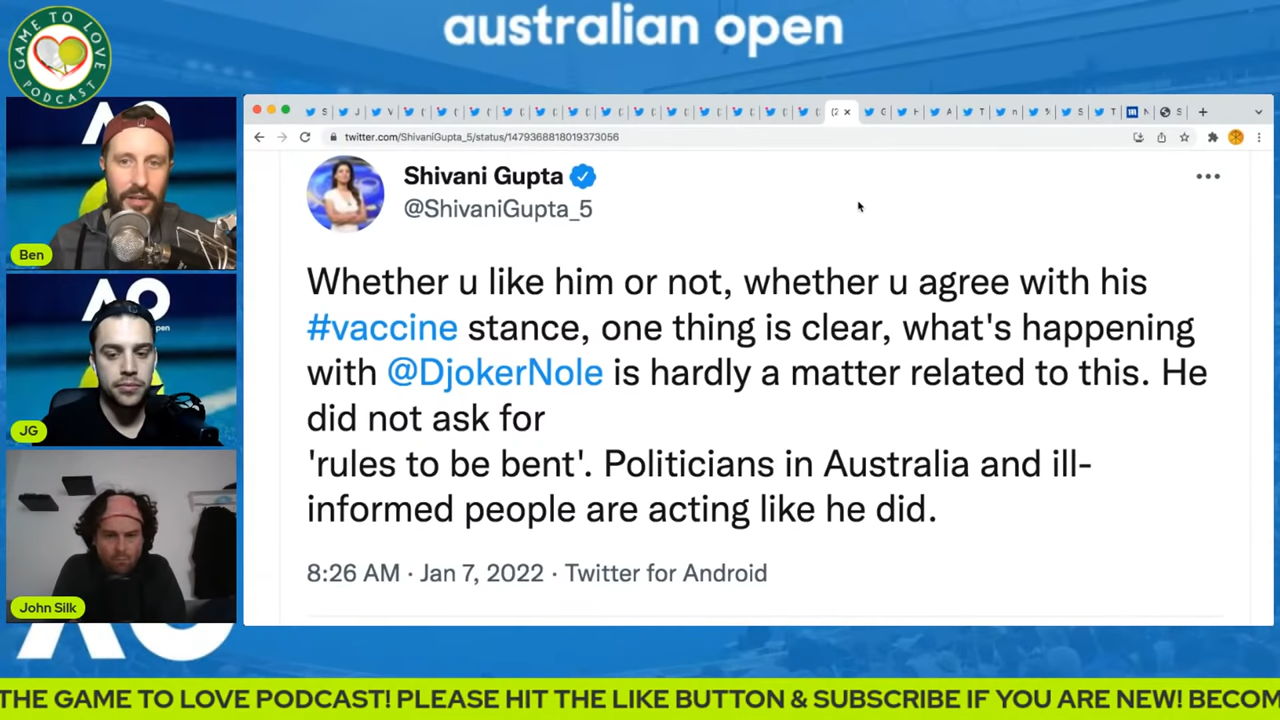 australian open
GAME TO LOVE
PODCAST
twitter.com/ShivaniGupta_5/status/1479368818019373056
Shivani Gupta
@ShivaniGupta_5
Whether u like him or not, whether u agree with his
#vaccine stance, one thing is clear, what's happening
with @DjokerNole is hardly a matter related to this. He
did not ask for
'rules to be bent'. Politicians in Australia and ill-
informed people are acting like he did.
8:26 AM · Jan 7, 2022 · Twitter for Android
Ben
AO
JG
John Silk
AO
THE GAME TO LOVE PODCAST! PLEASE HIT THE LIKE BUTTON & SUBSCRIBE IF YOU ARE NEW! BECOM